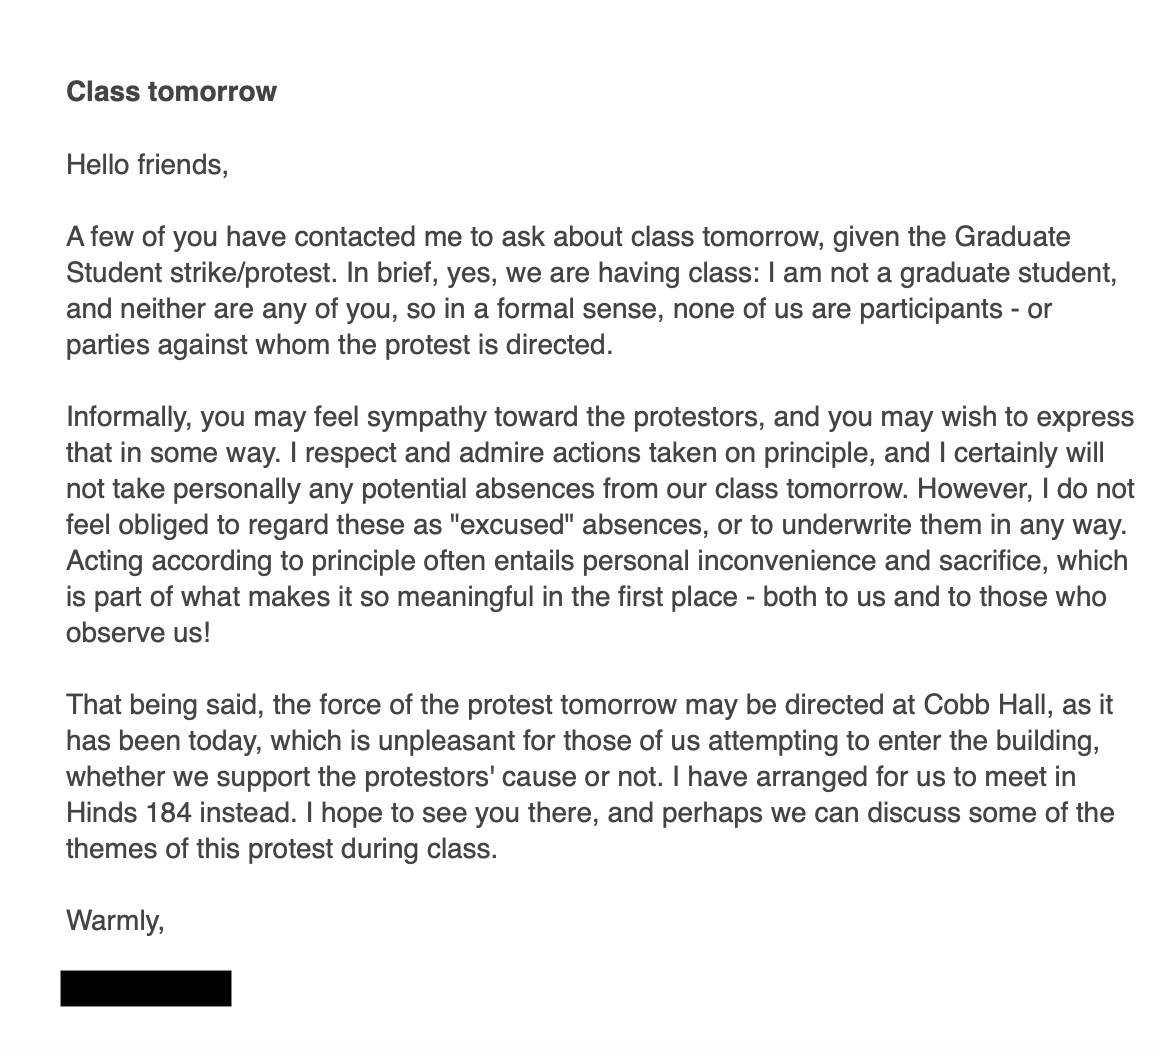 Class tomorrow
Hello friends,
A few of you have contacted me to ask about class tomorrow, given the Graduate
Student strike/protest. In brief, yes, we are having class: I am not a graduate student,
and neither are any of you, so in a formal sense, none of us are participants - or
parties against whom the protest is directed.
Informally, you may feel sympathy toward the protestors, and you may wish to express
that in some way. I respect and admire actions taken on principle, and I certainly will
not take personally any potential absences from our class tomorrow. However, I do not
feel obliged to regard these as "excused" absences, or to underwrite them in any way.
Acting according to principle often entails personal inconvenience and sacrifice, which
is part of what makes it so meaningful in the first place - both to us and to those who
observe us!
That being said, the force of the protest tomorrow may be directed at Cobb Hall, as it
has been today, which is unpleasant for those of us attempting to enter the building,
whether we support the protestors' cause or not. I have arranged for us to meet in
Hinds 184 instead. I hope to see you there, and perhaps we can discuss some of the
themes of this protest during class.
Warmly,